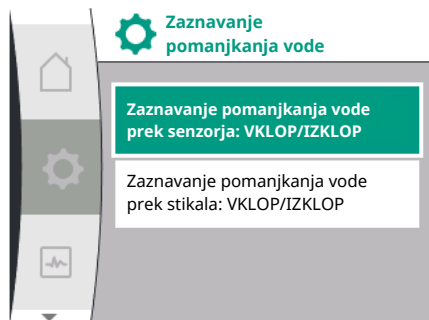 Zaznavanje
pomanjkanja vode
Zaznavanje pomanjkanja vode
prek senzorja: VKLOP/IZKLOP
Zaznavanje pomanjkanja vode
prek stikala: VKLOP/IZKLOP